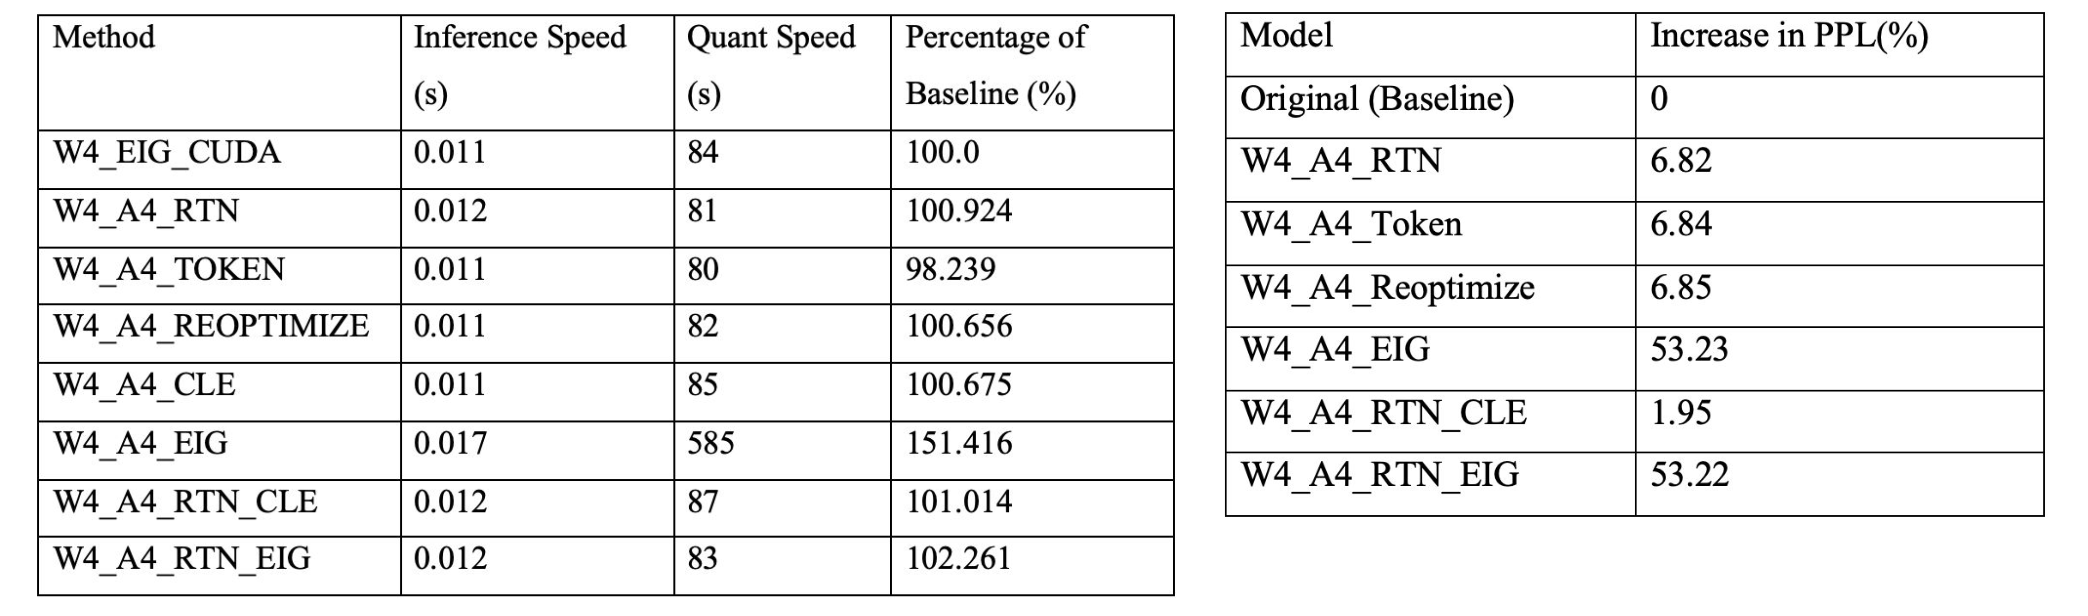 Method Inference Speed (s) Quant Speed (s) Percentage of Baseline (%)
W4_EIG_CUDA 0.011 84 100.0
W4_A4_RTN 0.012 81 100.924
W4_A4_TOKEN 0.011 80 98.239
W4_A4_REOPTIMIZE 0.011 82 100.656
W4_A4_CLE 0.011 85 100.675
W4_A4_EIG 0.017 585 151.416
W4_A4_RTN_CLE 0.012 87 101.014
W4_A4_RTN_EIG 0.012 83 102.261
Model Increase in PPL(%)
Original (Baseline) 0
W4_A4_RTN 6.82
W4_A4_Token 6.84
W4_A4_Reoptimize 6.85
W4_A4_EIG 53.23
W4_A4_RTN_CLE 1.95
W4_A4_RTN_EIG 53.22